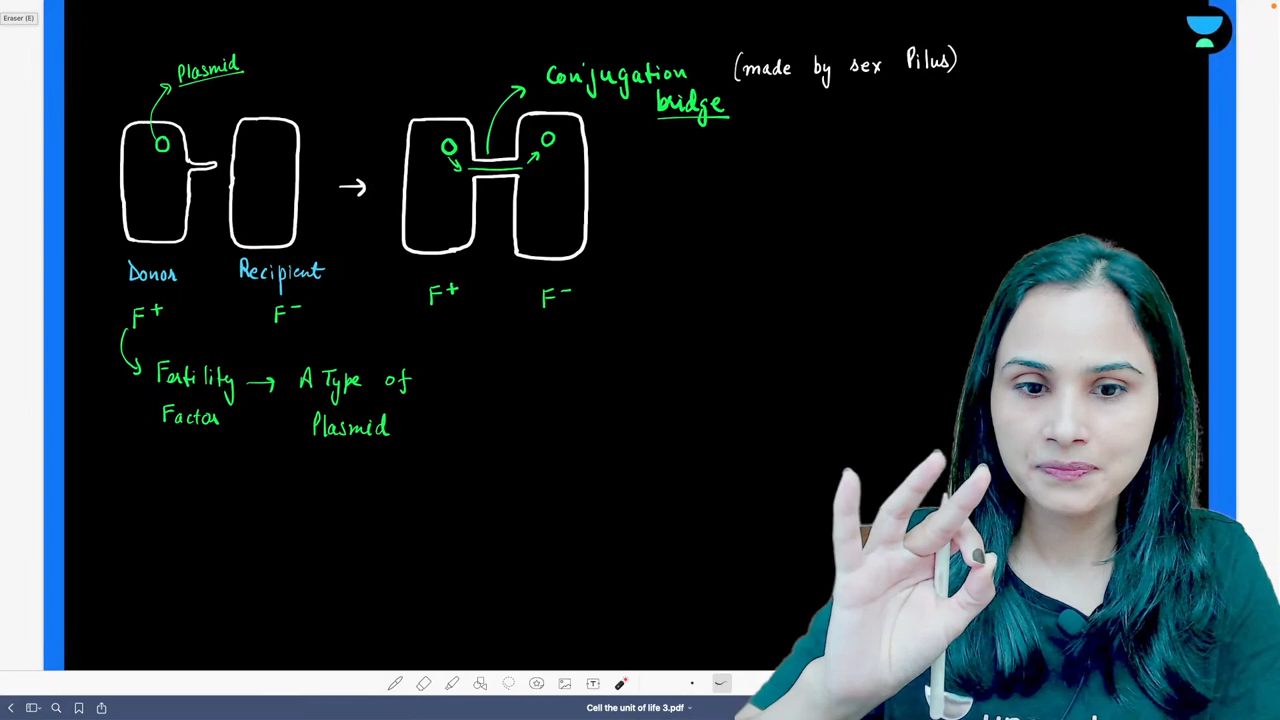 Eraser (E)
Plasmid
Conjugation (made by sex Pilus)
bridge
Donor Recipient
F+ F-
F+ F-
Fertility → A Type of
Factor Plasmid
Cell the unit of life 3.pdf